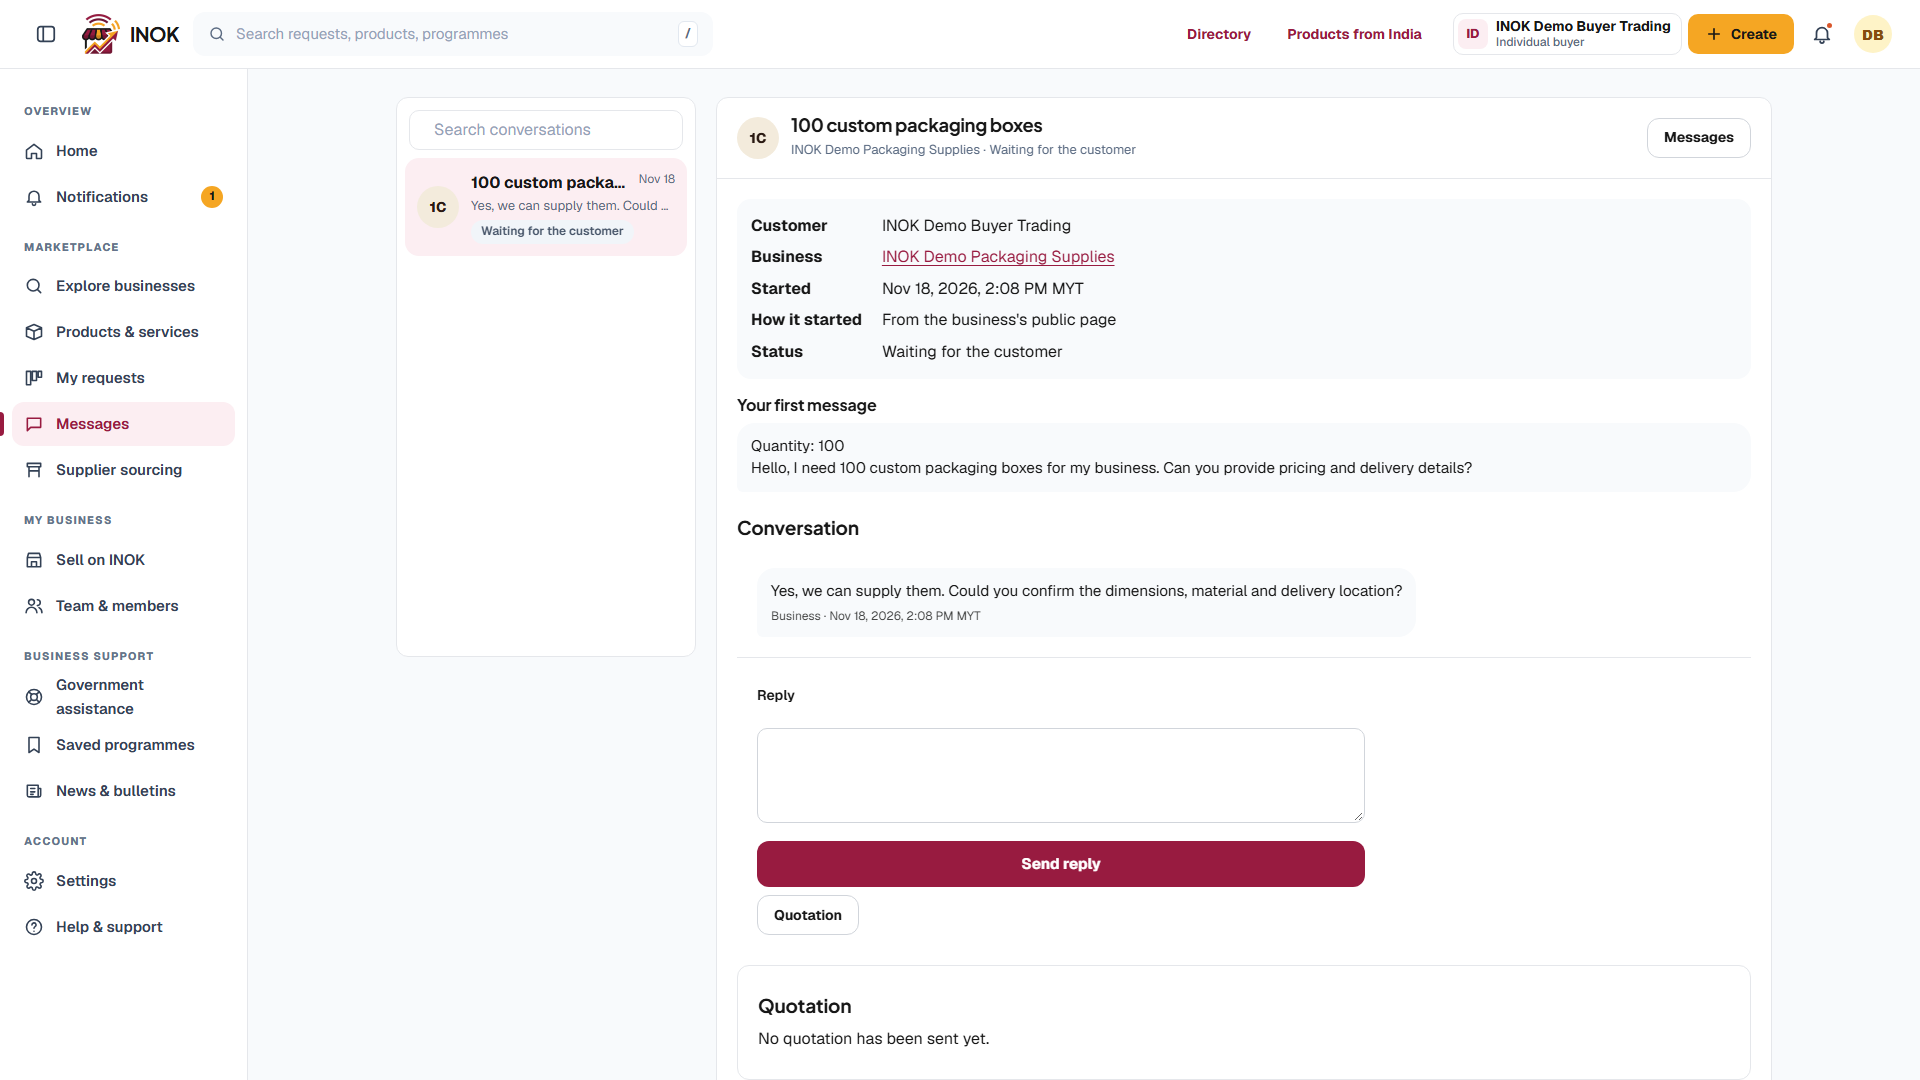 INOK
Search requests, products, programmes
/
Directory
Products from India
ID
INOK Demo Buyer Trading
Individual buyer
Create
DB
OVERVIEW
Home
Notifications
1
MARKETPLACE
Explore businesses
Products & services
My requests
Messages
Supplier sourcing
MY BUSINESS
Sell on INOK
Team & members
BUSINESS SUPPORT
Government
assistance
Saved programmes
News & bulletins
ACCOUNT
Settings
Help & support
Search conversations
1C
100 custom packa...
Nov 18
Yes, we can supply them. Could ...
Waiting for the customer
1C
100 custom packaging boxes
INOK Demo Packaging Supplies · Waiting for the customer
Messages
Customer INOK Demo Buyer Trading
Business INOK Demo Packaging Supplies
Started Nov 18, 2026, 2:08 PM MYT
How it started From the business's public page
Status Waiting for the customer
Your first message
Quantity: 100
Hello, I need 100 custom packaging boxes for my business. Can you provide pricing and delivery details?
Conversation
Yes, we can supply them. Could you confirm the dimensions, material and delivery location?
Business · Nov 18, 2026, 2:08 PM MYT
Reply
Send reply
Quotation
Quotation
No quotation has been sent yet.